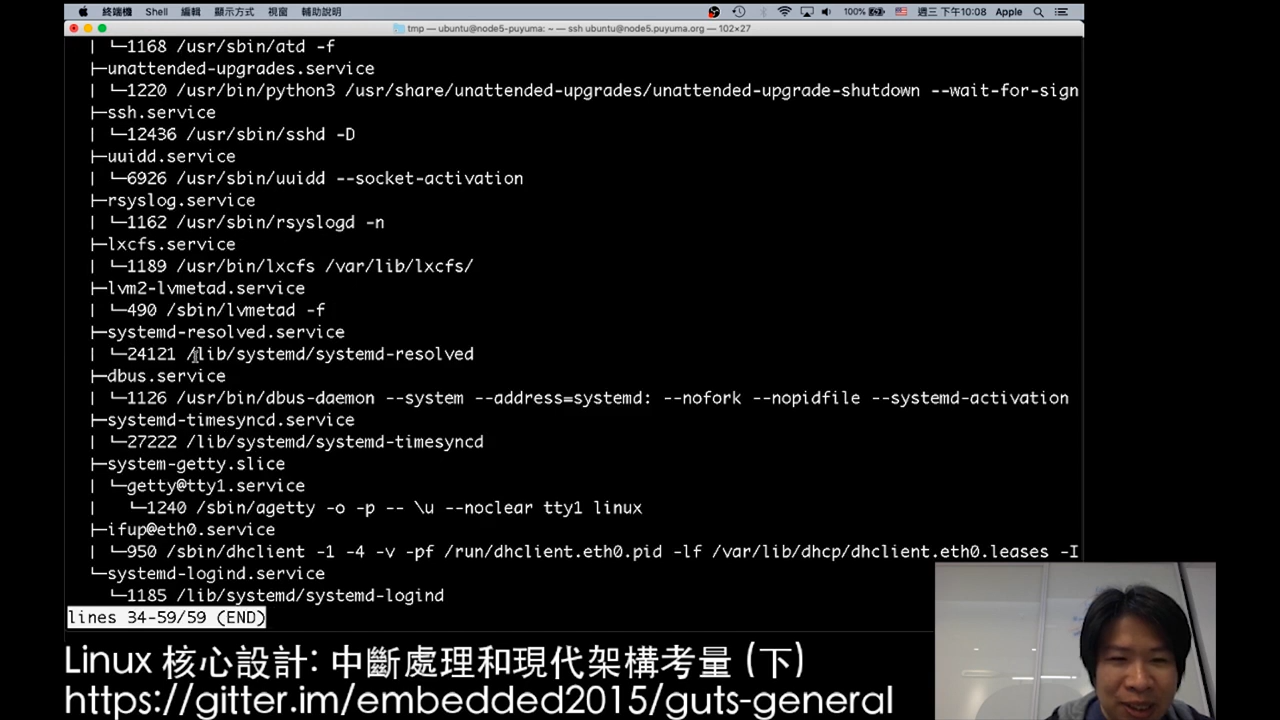 終端機 Shell 編輯 顯示方式 視窗 輔助說明 100% 週三 下午10:08 Apple
tmp — ubuntu@node5-puyuma: ~ — ssh ubuntu@node5.puyuma.org — 102×27
│ └─1168 /usr/sbin/atd -f
├─unattended-upgrades.service
│ └─1220 /usr/bin/python3 /usr/share/unattended-upgrades/unattended-upgrade-shutdown --wait-for-sign
├─ssh.service
│ └─12436 /usr/sbin/sshd -D
├─uuidd.service
│ └─6926 /usr/sbin/uuidd --socket-activation
├─rsyslog.service
│ └─1162 /usr/sbin/rsyslogd -n
├─lxcfs.service
│ └─1189 /usr/bin/lxcfs /var/lib/lxcfs/
├─lvm2-lvmetad.service
│ └─490 /sbin/lvmetad -f
├─systemd-resolved.service
│ └─24121 /lib/systemd/systemd-resolved
├─dbus.service
│ └─1126 /usr/bin/dbus-daemon --system --address=systemd: --nofork --nopidfile --systemd-activation
├─systemd-timesyncd.service
│ └─27222 /lib/systemd/systemd-timesyncd
├─system-getty.slice
│ └─getty@tty1.service
│   └─1240 /sbin/agetty -o -p -- \u --noclear tty1 linux
├─ifup@eth0.service
│ └─950 /sbin/dhclient -1 -4 -v -pf /run/dhclient.eth0.pid -lf /var/lib/dhcp/dhclient.eth0.leases -I
└─systemd-logind.service
  └─1185 /lib/systemd/systemd-logind
lines 34-59/59 (END)
Linux 核心設計: 中斷處理和現代架構考量 (下)
https://gitter.im/embedded2015/guts-general